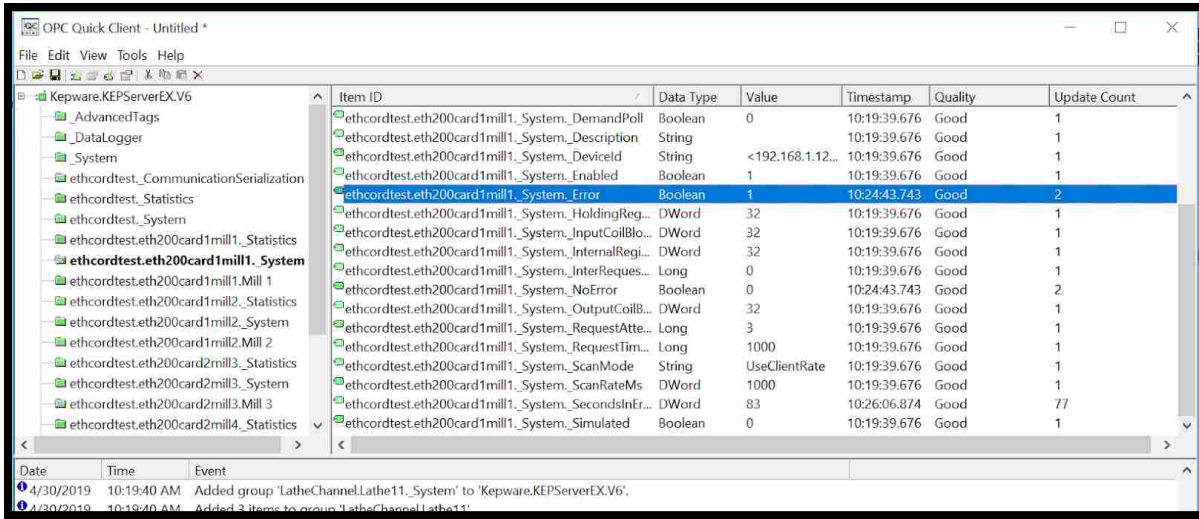 OPC Quick Client - Untitled *
File Edit View Tools Help
Kepware.KEPServerEX.V6
_AdvancedTags
_DataLogger
_System
ethcordtest._CommunicationSerialization
ethcordtest._Statistics
ethcordtest._System
ethcordtest.eth200card1mill1._Statistics
ethcordtest.eth200card1mill1._System
ethcordtest.eth200card1mill1.Mill 1
ethcordtest.eth200card1mill2._Statistics
ethcordtest.eth200card1mill2._System
ethcordtest.eth200card1mill2.Mill 2
ethcordtest.eth200card2mill3._Statistics
ethcordtest.eth200card2mill3._System
ethcordtest.eth200card2mill3.Mill 3
ethcordtest.eth200card2mill4._Statistics
Item ID Data Type Value Timestamp Quality Update Count
ethcordtest.eth200card1mill1._System._DemandPoll Boolean 0 10:19:39.676 Good 1
ethcordtest.eth200card1mill1._System._Description String 10:19:39.676 Good 1
ethcordtest.eth200card1mill1._System._DeviceId String <192.168.1.12... 10:19:39.676 Good 1
ethcordtest.eth200card1mill1._System._Enabled Boolean 1 10:19:39.676 Good 1
ethcordtest.eth200card1mill1._System._Error Boolean 1 10:24:43.743 Good 2
ethcordtest.eth200card1mill1._System._HoldingReg... DWord 32 10:19:39.676 Good 1
ethcordtest.eth200card1mill1._System._InputCoilBlo... DWord 32 10:19:39.676 Good 1
ethcordtest.eth200card1mill1._System._InternalRegi... DWord 32 10:19:39.676 Good 1
ethcordtest.eth200card1mill1._System._InterReques... Long 0 10:19:39.676 Good 1
ethcordtest.eth200card1mill1._System._NoError Boolean 0 10:24:43.743 Good 2
ethcordtest.eth200card1mill1._System._OutputCoilB... DWord 32 10:19:39.676 Good 1
ethcordtest.eth200card1mill1._System._RequestAtte... Long 3 10:19:39.676 Good 1
ethcordtest.eth200card1mill1._System._RequestTim... Long 1000 10:19:39.676 Good 1
ethcordtest.eth200card1mill1._System._ScanMode String UseClientRate 10:19:39.676 Good 1
ethcordtest.eth200card1mill1._System._ScanRateMs DWord 1000 10:19:39.676 Good 1
ethcordtest.eth200card1mill1._System._SecondsInEr... DWord 83 10:26:06.874 Good 77
ethcordtest.eth200card1mill1._System._Simulated Boolean 0 10:19:39.676 Good 1
Date Time Event
4/30/2019 10:19:40 AM Added group 'LatheChannel.Lathe11._System' to 'Kepware.KEPServerEX.V6'.
4/30/2019 10:19:40 AM Added 3 items to group 'LatheChannel.Lathe11'